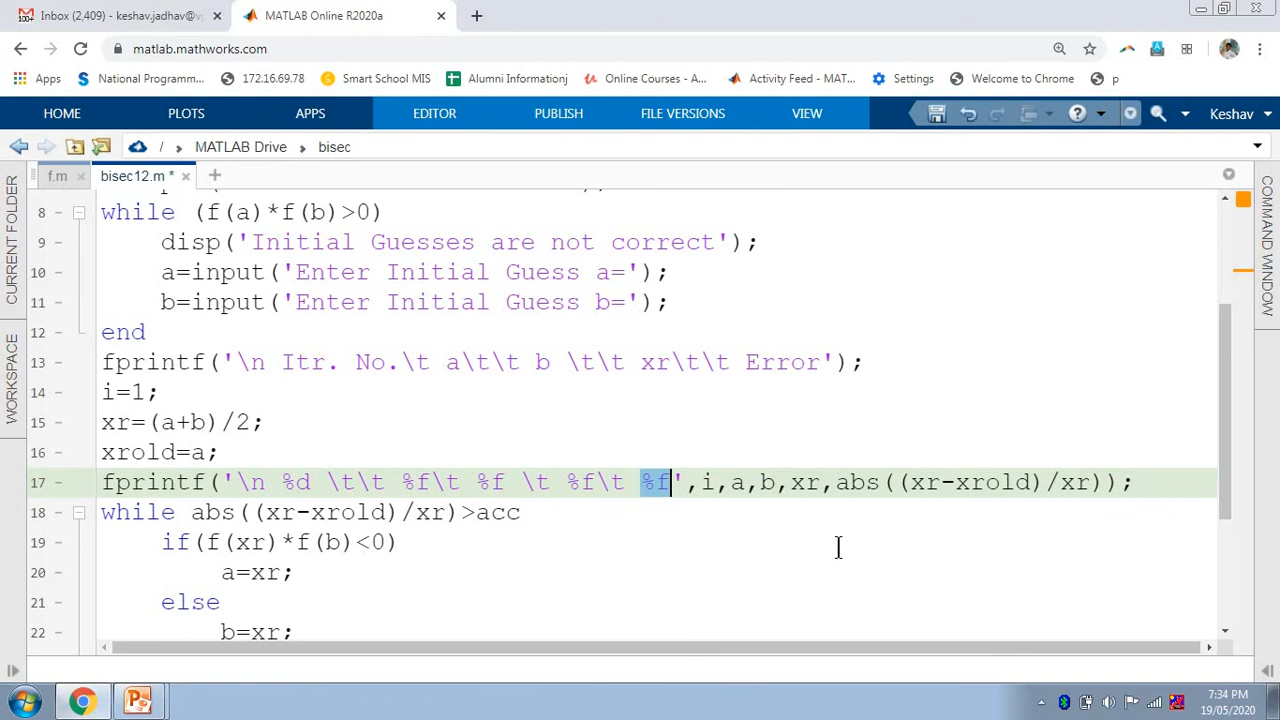 Inbox (2,409) - keshav.jadhav@v
MATLAB Online R2020a
matlab.mathworks.com
Apps
National Programm...
172.16.69.78
Smart School MIS
Alumni Informationj
Online Courses - A...
Activity Feed - MAT...
Settings
Welcome to Chrome
p
HOME
PLOTS
APPS
EDITOR
PUBLISH
FILE VERSIONS
VIEW
Keshav
/ MATLAB Drive bisec
CURRENT FOLDER
WORKSPACE
COMMAND WINDOW
f.m
bisec12.m *
8 - while (f(a)*f(b)>0)
9 - disp('Initial Guesses are not correct');
10 - a=input('Enter Initial Guess a=');
11 - b=input('Enter Initial Guess b=');
12 - end
13 - fprintf('\n Itr. No.\t a\t\t b \t\t xr\t\t Error');
14 - i=1;
15 - xr=(a+b)/2;
16 - xrold=a;
17 - fprintf('\n %d \t\t %f\t %f \t %f\t %f',i,a,b,xr,abs((xr-xrold)/xr));
18 - while abs((xr-xrold)/xr)>acc
19 - if(f(xr)*f(b)<0)
20 - a=xr;
21 - else
22 - b=xr;
7:34 PM
19/05/2020